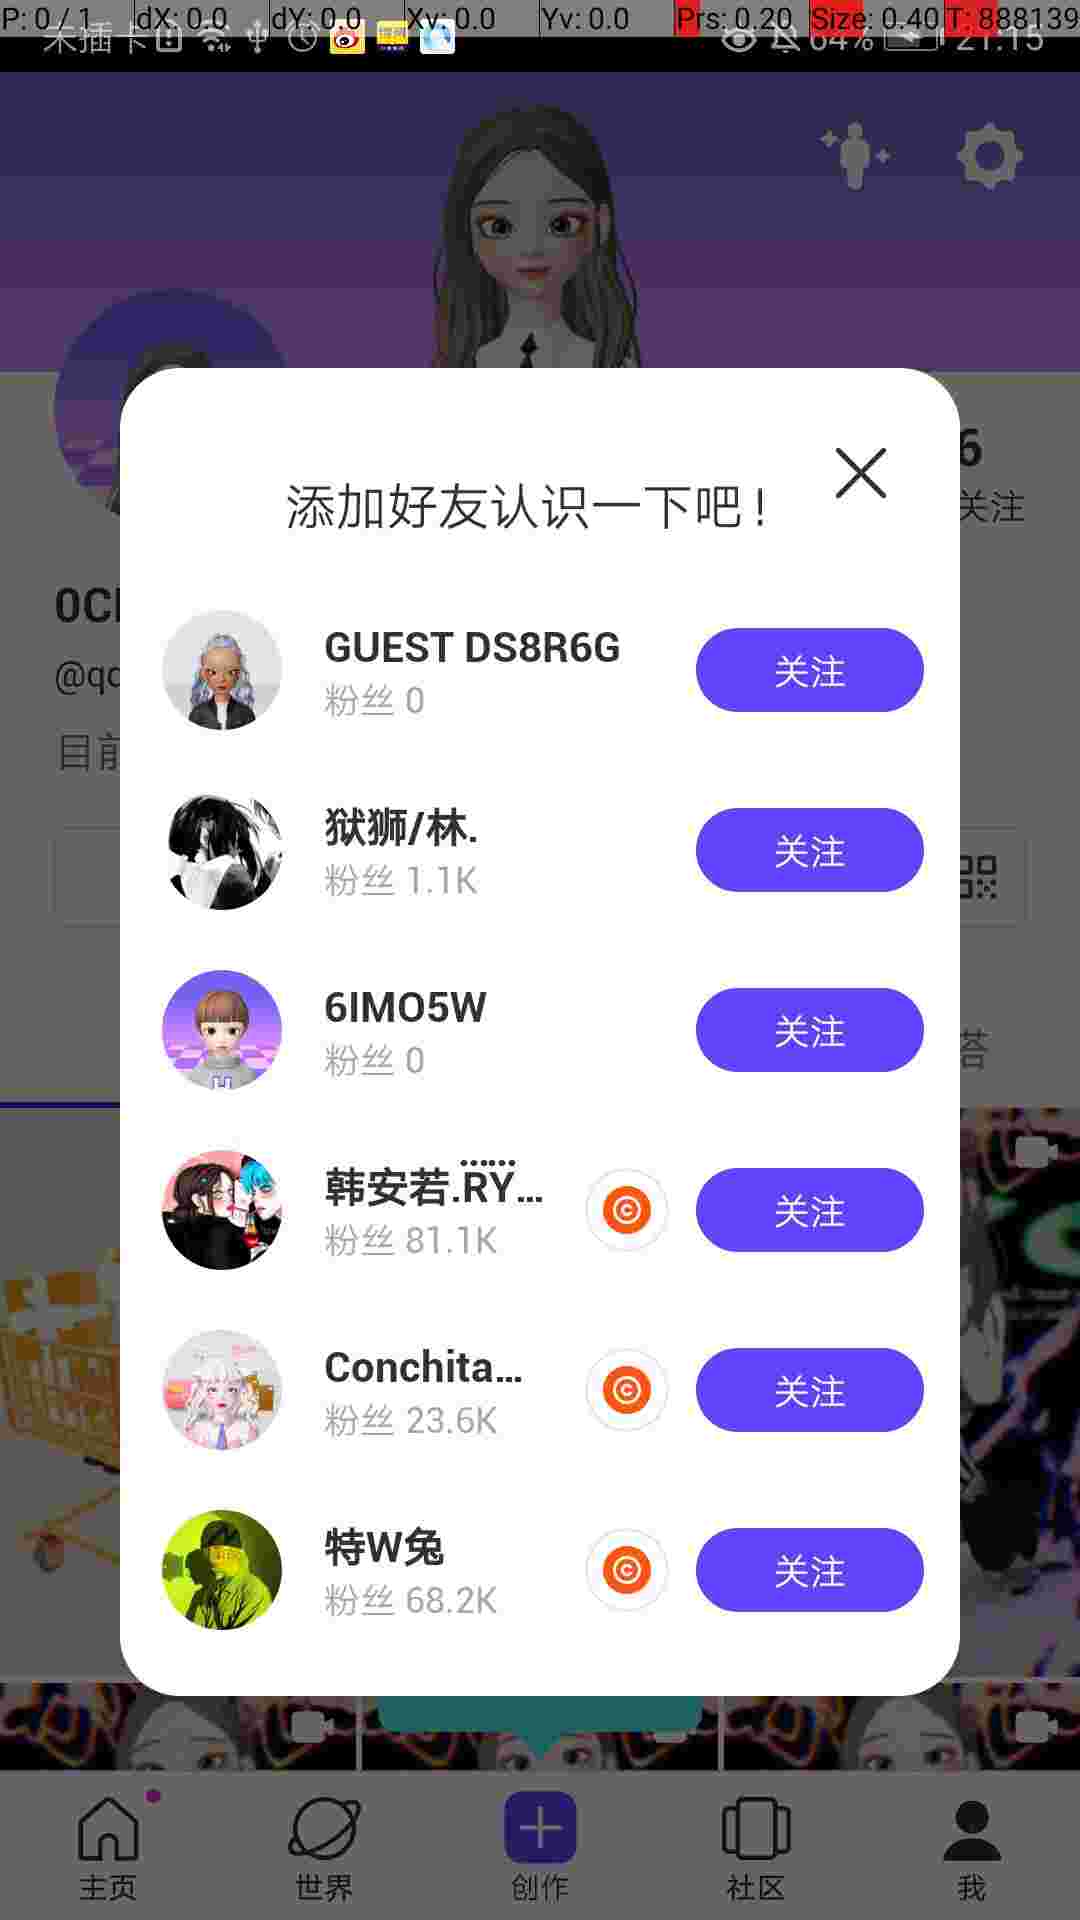 P: 0 / 1 dX: 0.0 dY: 0.0 Xv: 0.0 Yv: 0.0 Prs: 0.20 Size: 0.40 T: 888139
未插卡 64% 21:15
6
关注
添加好友认识一下吧!
GUEST DS8R6G
粉丝 0
关注
狱狮/林.
粉丝 1.1K
关注
6IMO5W
粉丝 0
关注
韩安若.R̈Y...
粉丝 81.1K
关注
Conchita...
粉丝 23.6K
关注
特W兔
粉丝 68.2K
关注
@qc
目前
答
主页
世界
创作
社区
我